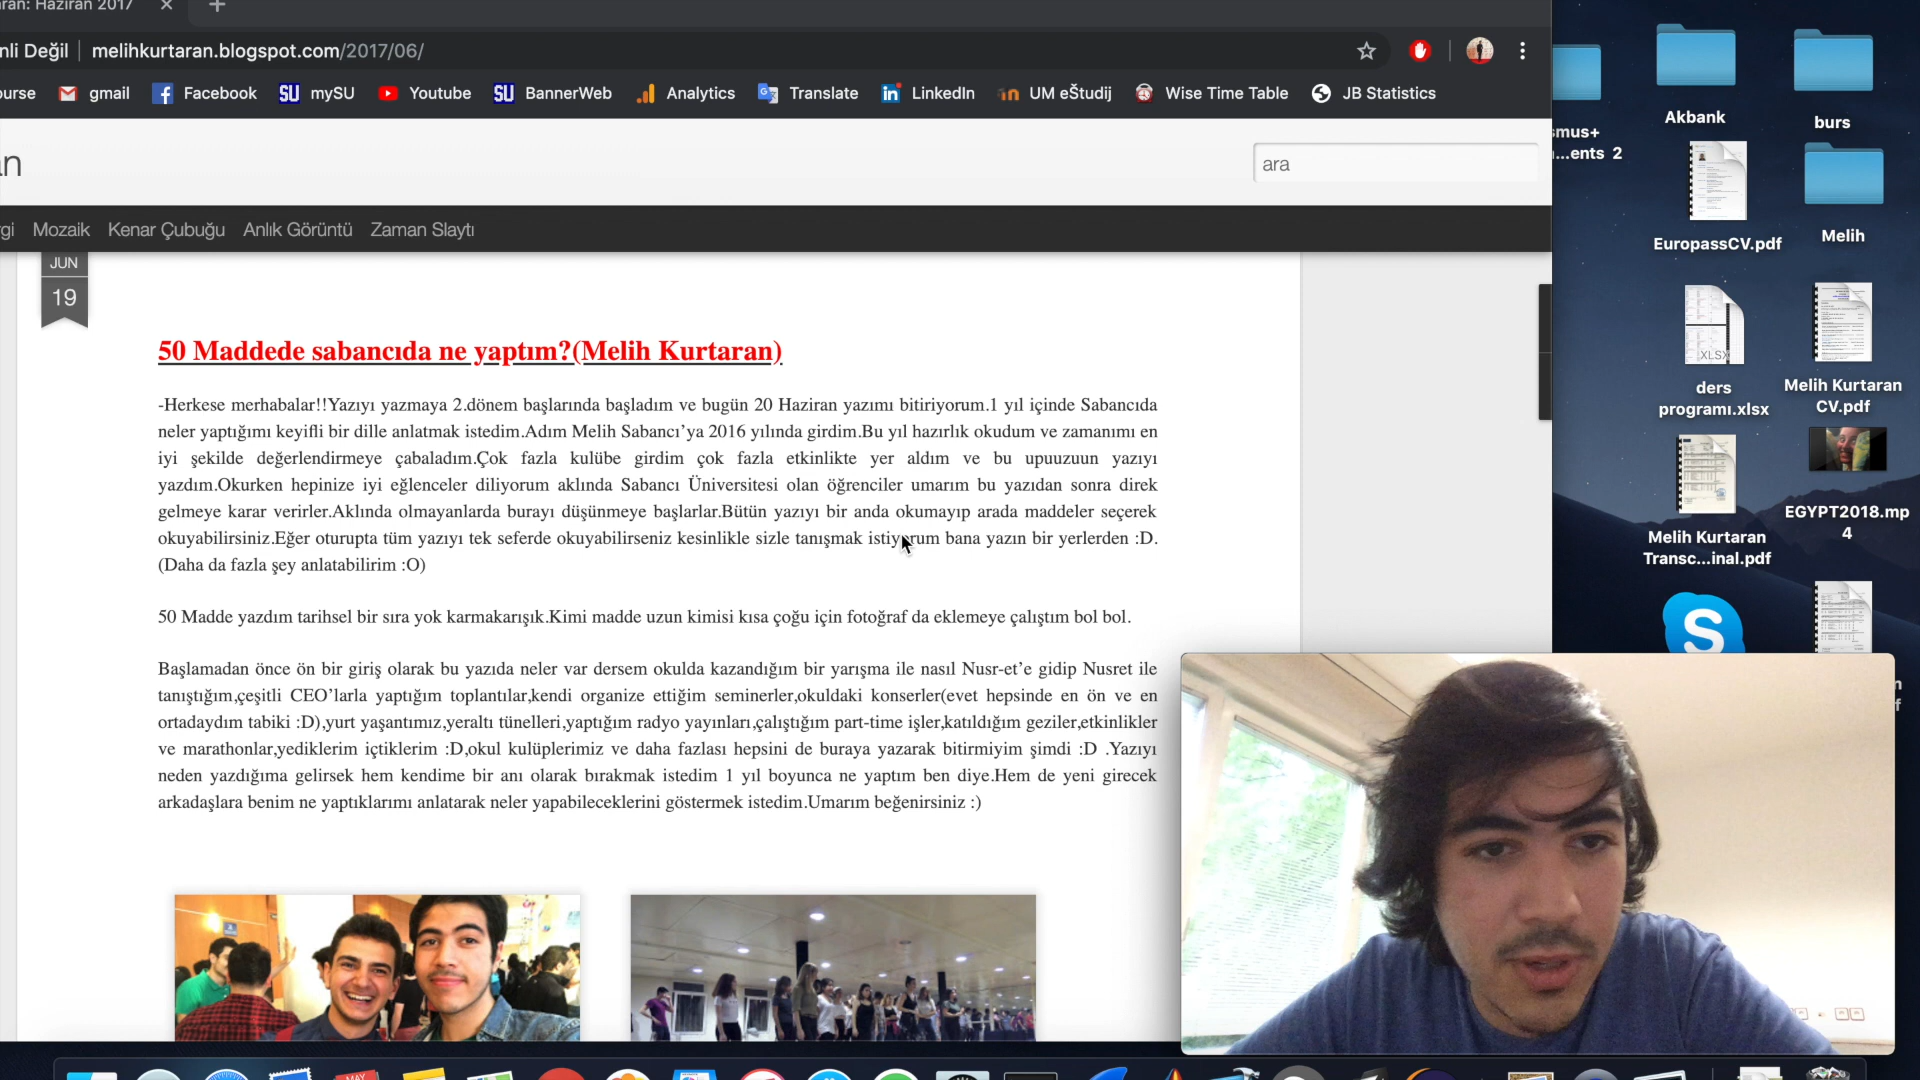 ran: Haziran 2017
nli Değil melihkurtaran.blogspot.com/2017/06/
ourse gmail Facebook SU mySU Youtube SU BannerWeb Analytics Translate LinkedIn UM eŠtudij Wise Time Table JB Statistics
an
ara
gi Mozaik Kenar Çubuğu Anlık Görüntü Zaman Slaytı
JUN
19
50 Maddede sabancıda ne yaptım?(Melih Kurtaran)
-Herkese merhabalar!!Yazıyı yazmaya 2.dönem başlarında başladım ve bugün 20 Haziran yazımı bitiriyorum.1 yıl içinde Sabancıda
neler yaptığımı keyifli bir dille anlatmak istedim.Adım Melih Sabancı’ya 2016 yılında girdim.Bu yıl hazırlık okudum ve zamanımı en
iyi şekilde değerlendirmeye çabaladım.Çok fazla kulübe girdim çok fazla etkinlikte yer aldım ve bu upuuzuun yazıyı
yazdım.Okurken hepinize iyi eğlenceler diliyorum aklında Sabancı Üniversitesi olan öğrenciler umarım bu yazıdan sonra direk
gelmeye karar verirler.Aklında olmayanlarda burayı düşünmeye başlarlar.Bütün yazıyı bir anda okumayıp arada maddeler seçerek
okuyabilirsiniz.Eğer oturupta tüm yazıyı tek seferde okuyabilirseniz kesinlikle sizle tanışmak istiyorum bana yazın bir yerlerden :D.
(Daha da fazla şey anlatabilirim :O)
50 Madde yazdım tarihsel bir sıra yok karmakarışık.Kimi madde uzun kimisi kısa çoğu için fotoğraf da eklemeye çalıştım bol bol.
Başlamadan önce ön bir giriş olarak bu yazıda neler var dersem okulda kazandığım bir yarışma ile nasıl Nusr-et’e gidip Nusret ile
tanıştığım,çeşitli CEO’larla yaptığım toplantılar,kendi organize ettiğim seminerler,okuldaki konserler(evet hepsinde en ön ve en
ortadaydım tabiki :D),yurt yaşantımız,yeraltı tünelleri,yaptığım radyo yayınları,çalıştığım part-time işler,katıldığım geziler,etkinlikler
ve marathonlar,yediklerim içtiklerim :D,okul kulüplerimiz ve daha fazlası hepsini de buraya yazarak bitirmiyim şimdi :D .Yazıyı
neden yazdığıma gelirsek hem kendime bir anı olarak bırakmak istedim 1 yıl boyunca ne yaptım ben diye.Hem de yeni girecek
arkadaşlara benim ne yaptıklarımı anlatarak neler yapabileceklerini göstermek istedim.Umarım beğenirsiniz :)
smus+
...ents 2
Akbank
burs
EuropassCV.pdf
Melih
XLSX
ders
programı.xlsx
Melih Kurtaran
CV.pdf
Melih Kurtaran
Transc...inal.pdf
EGYPT2018.mp
4
S
MAY